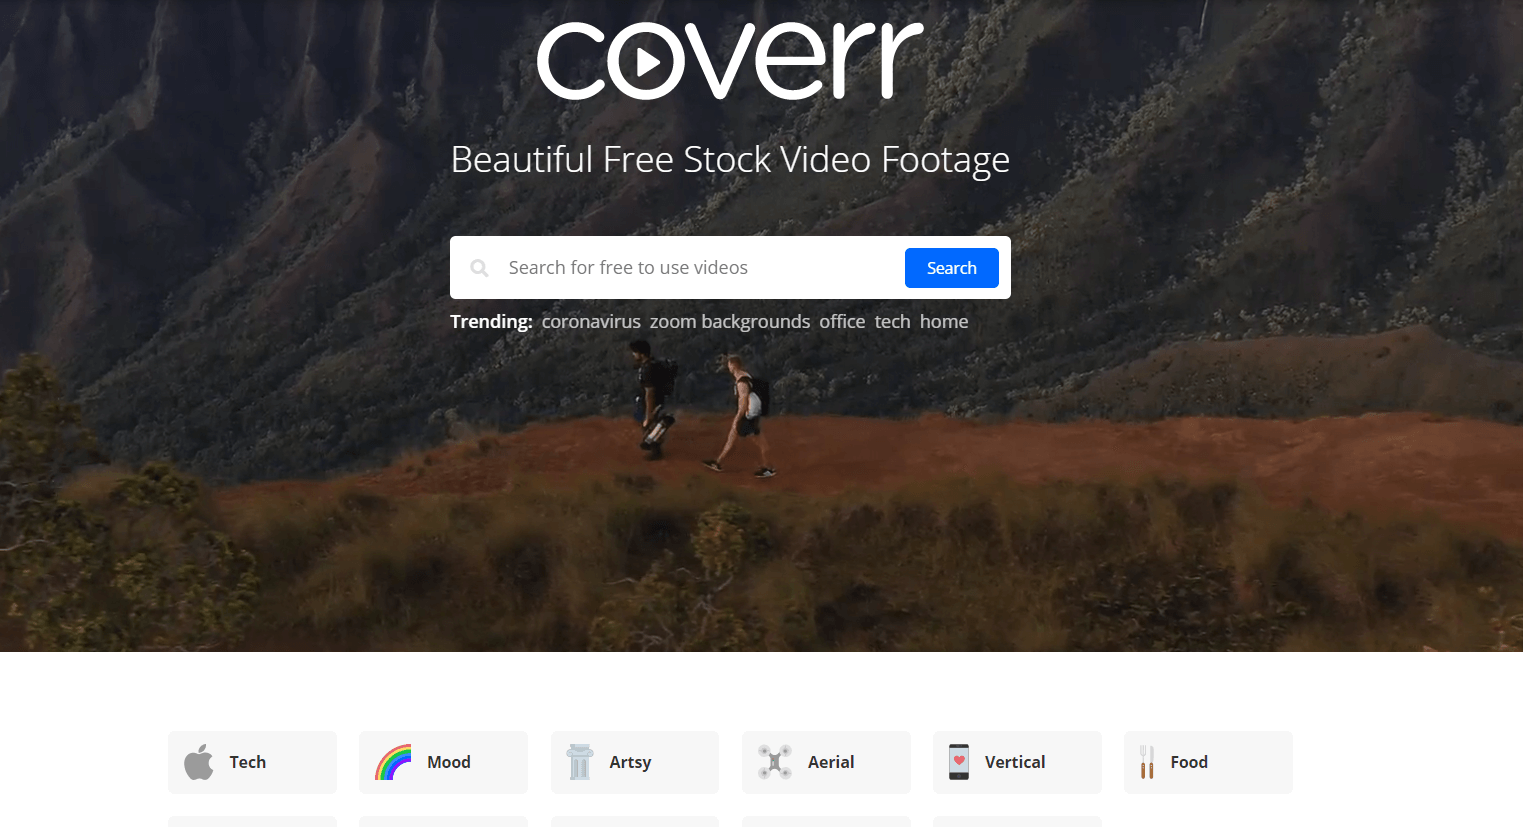 coverr
Beautiful Free Stock Video Footage
Search for free to use videos
Search
Trending: coronavirus zoom backgrounds office tech home
Tech
Mood
Artsy
Aerial
Vertical
Food